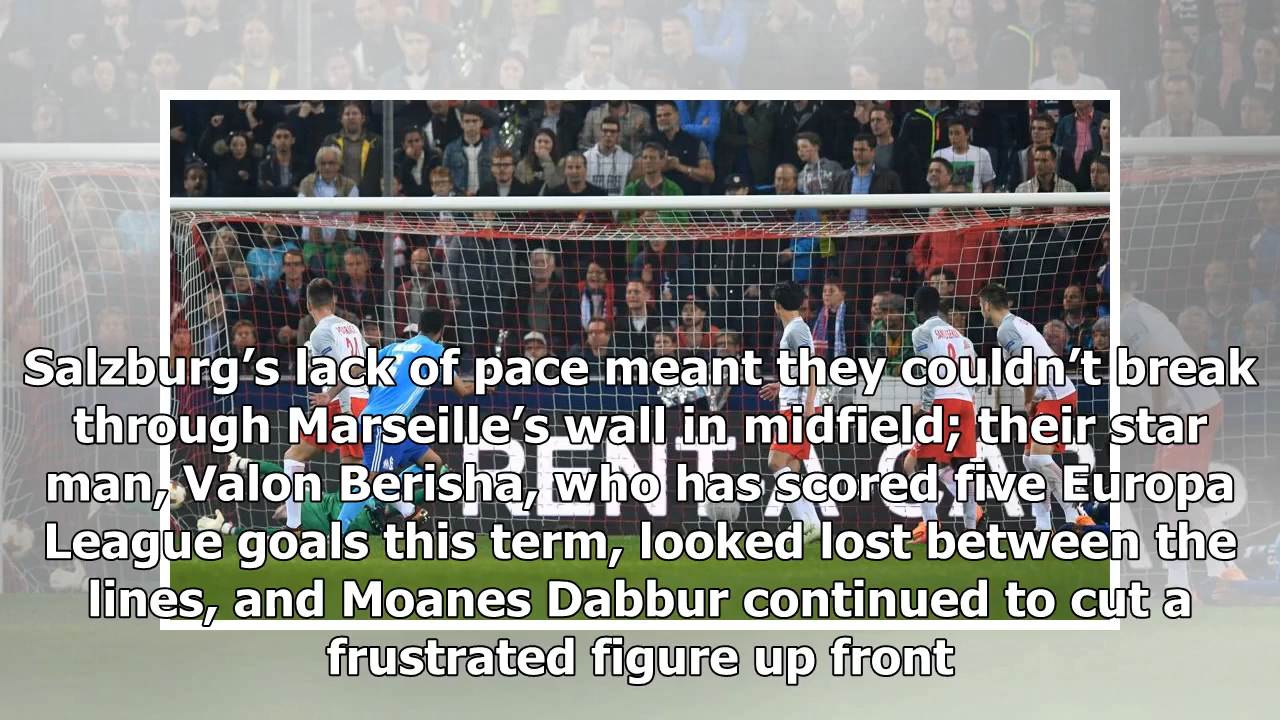 Salzburg’s lack of pace meant they couldn’t break
through Marseille’s wall in midfield; their star
man, Valon Berisha, who has scored five Europa
League goals this term, looked lost between the
lines, and Moanes Dabbur continued to cut a
frustrated figure up front
RENT A CAR